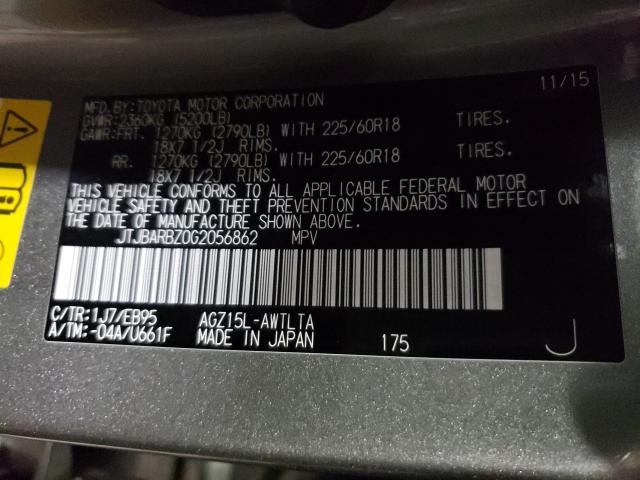 11/15
MFD.BY:TOYOTA MOTOR CORPORATION
GVWR:2360KG (5200LB)
GAWR:FRT. 1270KG (2790LB) WITH 225/60R18 TIRES.
18X7 1/2J RIMS.
RR. 1270KG (2790LB) WITH 225/60R18 TIRES.
18X7 1/2J RIMS.
THIS VEHICLE CONFORMS TO ALL APPLICABLE FEDERAL MOTOR
VEHICLE SAFETY AND THEFT PREVENTION STANDARDS IN EFFECT ON
THE DATE OF MANUFACTURE SHOWN ABOVE.
JTJBARBZ0G2056862 MPV
C/TR:1J7/EB95 AGZ15L-AWTLTA
A/TM:-04A/U661F MADE IN JAPAN 175 J